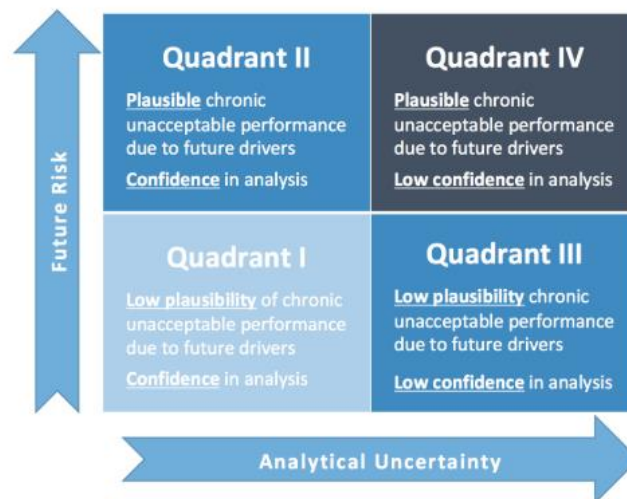 Future Risk
Quadrant II
Plausible chronic
unacceptable performance
due to future drivers
Confidence in analysis
Quadrant IV
Plausible chronic
unacceptable performance
due to future drivers
Low confidence in analysis
Quadrant I
Low plausibility of chronic
unacceptable performance
due to future drivers
Confidence in analysis
Quadrant III
Low plausibility chronic
unacceptable performance
due to future drivers
Low confidence in analysis
Analytical Uncertainty